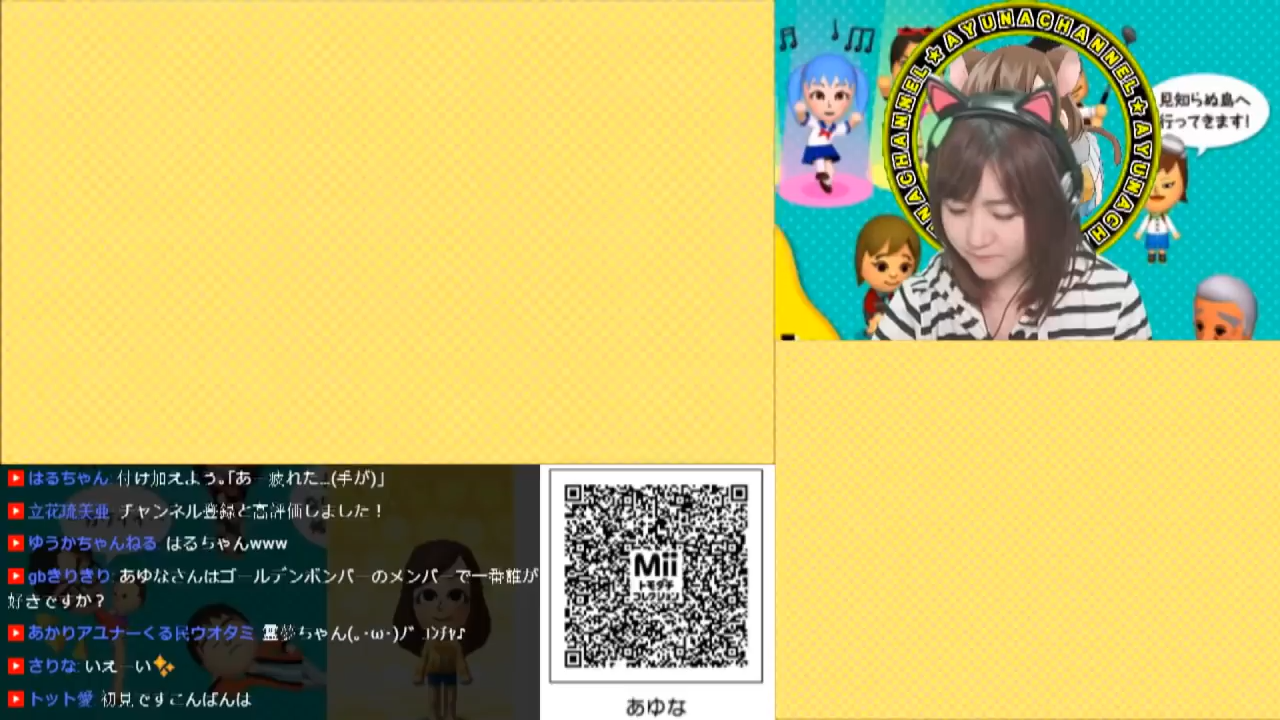 ★AYUNACHANNEL★AYUNACH
NACHANNEL
見知らぬ島へ
行ってきます!
はるちゃん: 付け加えよう。「あー疲れた…(手が)」
立花琉美亜: チャンネル登録と高評価しました!
ゆうかちゃんねる: はるちゃんwww
gbきりきり: あゆなさんはゴールデンボンバーのメンバーで一番誰が
好きですか?
あかりアユナーくる民ウオタミ: 霊夢ちゃん(｡･ω･)ﾉﾞ ｺﾝﾁｬ♪
さりな: いえーい✨
トット愛: 初見ですこんばんは
Mii
トモダチ
コレクション
あゆな